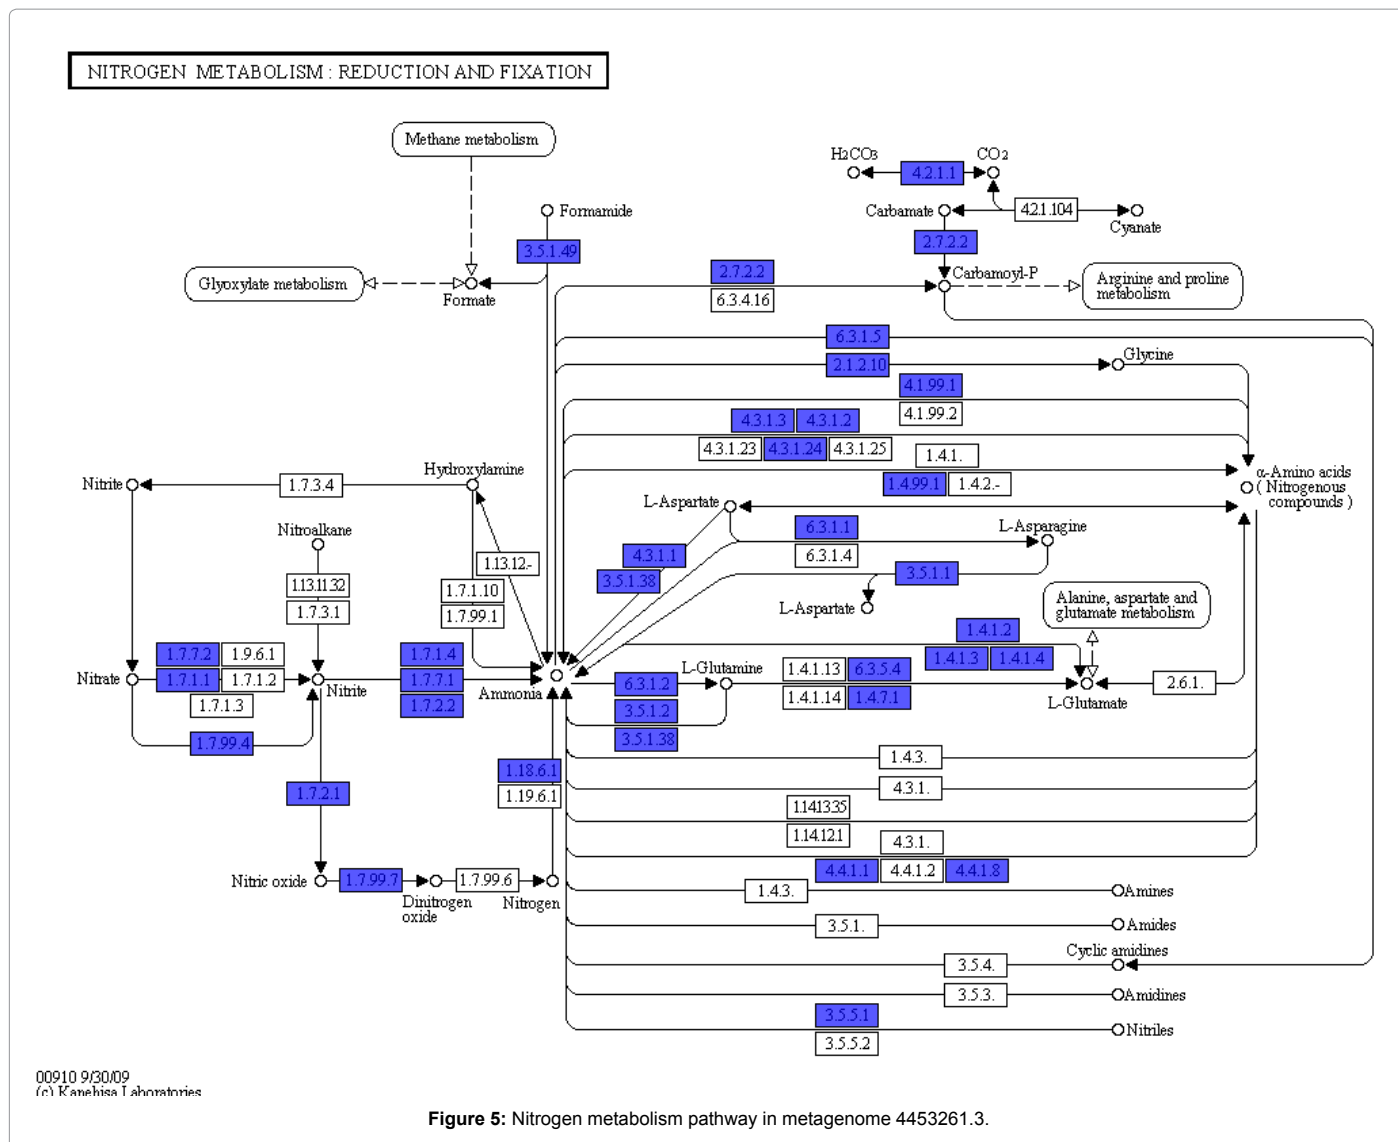 NITROGEN METABOLISM : REDUCTION AND FIXATION
Methane metabolism
H2CO3
CO2
4.2.1.1
Formamide
Carbamate
4.2.1.104
Cyanate
3.5.1.49
2.7.2.2
Glyoxylate metabolism
Formate
2.7.2.2
6.3.4.16
Carbamoyl-P
Arginine and proline
metabolism
6.3.1.5
2.1.2.10
Glycine
4.1.99.1
4.1.99.2
4.3.1.3
4.3.1.2
4.3.1.23
4.3.1.24
4.3.1.25
1.4.1.
1.4.99.1
1.4.2.-
α-Amino acids
( Nitrogenous
compounds )
Nitrite
1.7.3.4
Hydroxylamine
L-Aspartate
6.3.1.1
6.3.1.4
L-Asparagine
Nitroalkane
1.13.11.32
1.7.3.1
1.13.12.-
1.7.1.10
1.7.99.1
4.3.1.1
3.5.1.38
3.5.1.1
L-Aspartate
Alanine, aspartate and
glutamate metabolism
1.4.1.2
1.4.1.3
1.4.1.4
1.7.7.2
1.9.6.1
1.7.1.1
1.7.1.2
1.7.1.3
Nitrate
1.7.99.4
Nitrite
1.7.1.4
1.7.7.1
1.7.2.2
Ammonia
6.3.1.2
3.5.1.2
3.5.1.38
L-Glutamine
1.4.1.13
6.3.5.4
1.4.1.14
1.4.7.1
L-Glutamate
2.6.1.
1.7.2.1
1.18.6.1
1.19.6.1
1.4.3.
4.3.1.
1.14.13.35
1.14.12.1
4.3.1.
4.4.1.1
4.4.1.2
4.4.1.8
Nitric oxide
1.7.99.7
Dinitrogen
oxide
1.7.99.6
Nitrogen
1.4.3.
Amines
3.5.1.
Amides
Cyclic amidines
3.5.4.
3.5.3.
Amidines
3.5.5.1
3.5.5.2
Nitriles
00910 9/30/09
(c) Kanehisa Laboratories
Figure 5: Nitrogen metabolism pathway in metagenome 4453261.3.